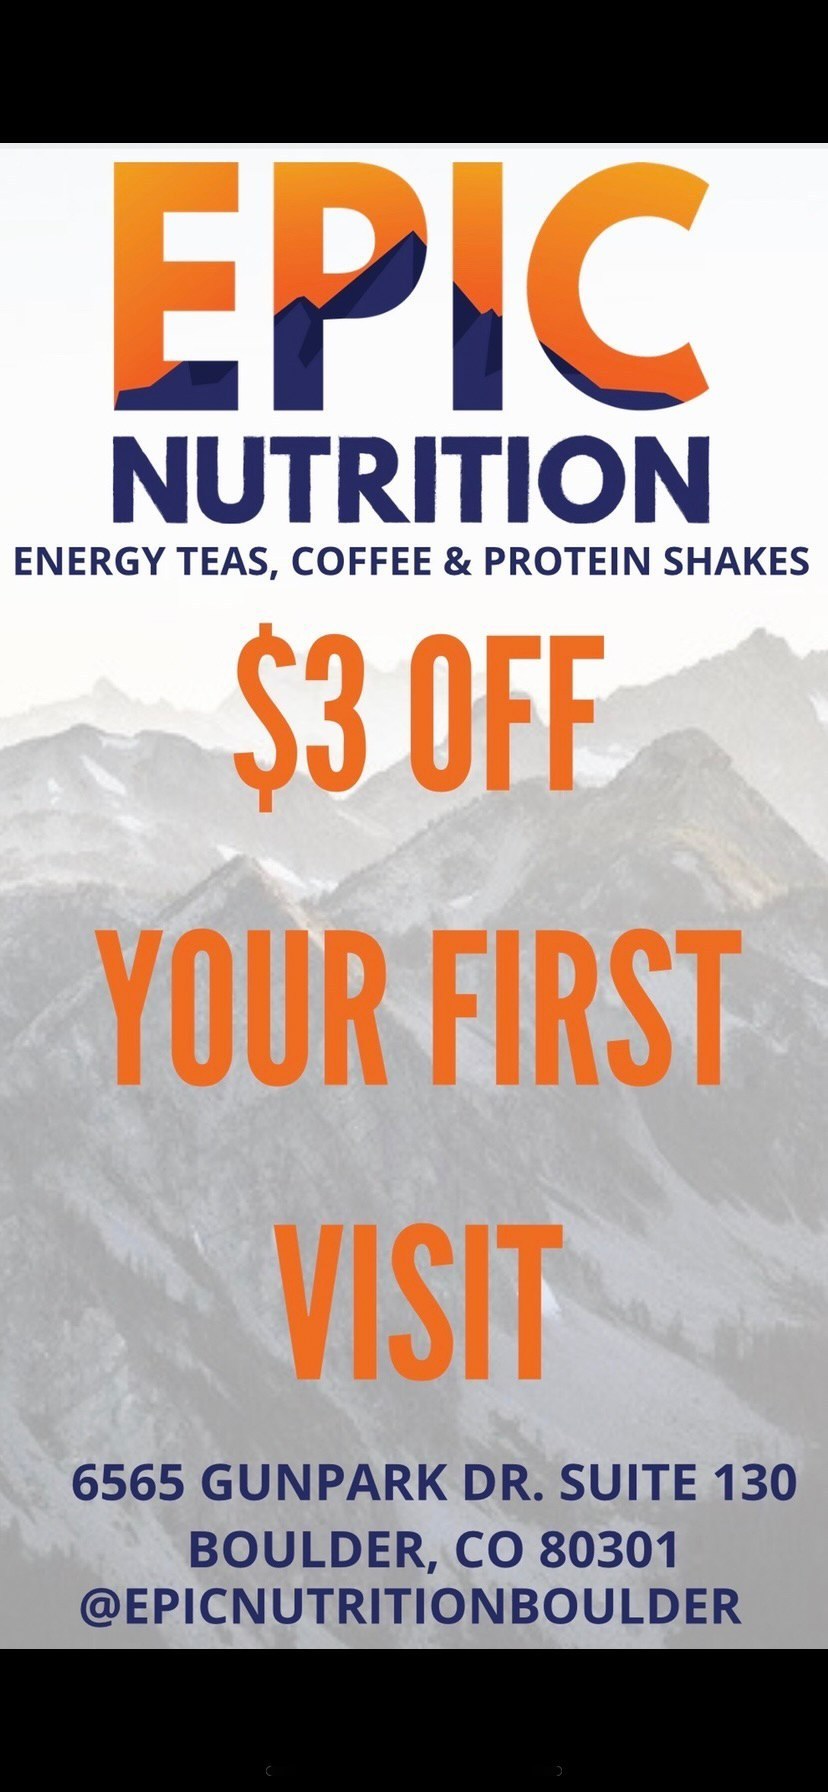 EPIC
NUTRITION
ENERGY TEAS, COFFEE & PROTEIN SHAKES
$3 OFF
YOUR FIRST
VISIT
6565 GUNPARK DR. SUITE 130
BOULDER, CO 80301
@EPICNUTRITIONBOULDER